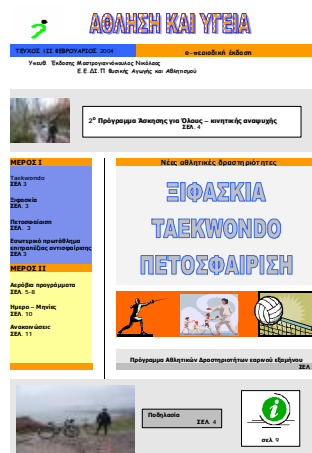 ΑΘΛΗΣΗ ΚΑΙ ΥΓΕΙΑ
ΤΕΥΧΟΣ ΙΙΙ ΦΕΒΡΟΥΑΡΙΟΣ 2004
e-περιοδική έκδοση
Υπευθ. Έκδοσης Μαστρογιαννόπουλος Νικόλαος
Ε.Ε.ΔΙ.Π Φυσικής Αγωγής και Αθλητισμού
2ο Πρόγραμμα Άσκησης για Όλους – κινητικής αναψυχής
ΣΕΛ. 4
ΜΕΡΟΣ Ι
Taekwondo
ΣΕΛ 3
Ξιφασκία
ΣΕΛ. 3
Πετοσφαίριση
ΣΕΛ. 3
Εσωτερικό πρωτάθλημα
επιτραπέζιας αντισφαίρισης
ΣΕΛ 3
ΜΕΡΟΣ ΙΙ
Αερόβια προγράμματα
ΣΕΛ. 5-8
Ημερο – Μηνίες
ΣΕΛ. 10
Ανακοινώσεις
ΣΕΛ. 11
Νέες αθλητικές δραστηριότητες
ΞΙΦΑΣΚΙΑ
TAEKWONDO
ΠΕΤΟΣΦΑΙΡΙΣΗ
Πρόγραμμα Αθλητικών Δραστηριοτήτων εαρινού εξαμήνου
ΣΕΛ
Ποδηλασία
ΣΕΛ. 4
i
σελ 9